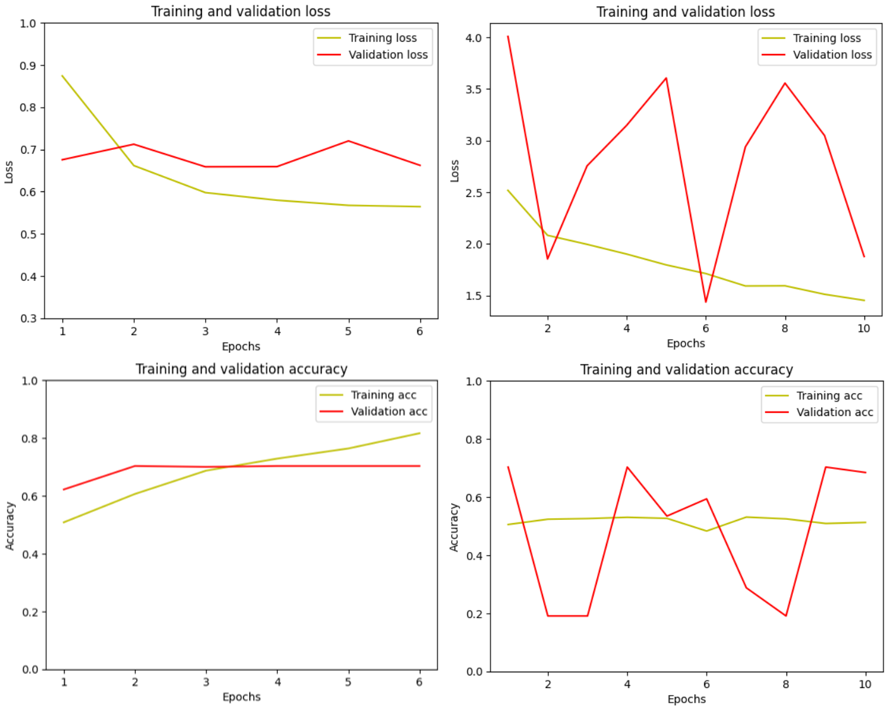 Training and validation loss
Training loss
Validation loss
Loss
1.0
0.9
0.8
0.7
0.6
0.5
0.4
0.3
1 2 3 4 5 6
Epochs
Training and validation loss
Training loss
Validation loss
Loss
4.0
3.5
3.0
2.5
2.0
1.5
2 4 6 8 10
Epochs
Training and validation accuracy
Training acc
Validation acc
Accuracy
1.0
0.8
0.6
0.4
0.2
0.0
1 2 3 4 5 6
Epochs
Training and validation accuracy
Training acc
Validation acc
Accuracy
1.0
0.8
0.6
0.4
0.2
0.0
2 4 6 8 10
Epochs